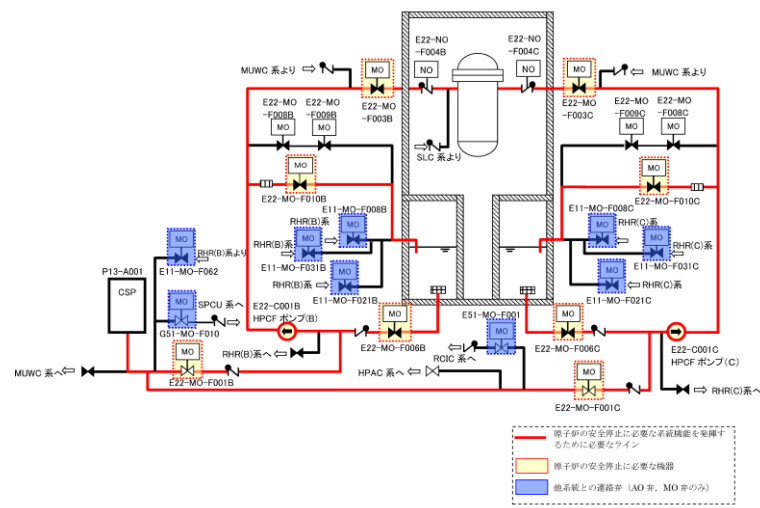 E22-NO
-F004B
E22-NO
-F004C
MUWC 系より
MO
NO
NO
MO
MUWC 系より
E22-MO
-F003B
E22-MO
-F003C
E22-MO
-F008B
E22-MO
-F009B
E22-MO
-F009C
E22-MO
-F008C
MO
MO
MO
MO
SLC 系より
MO
E22-MO-F010B
MO
E22-MO-F010C
E11-MO-F008B
MO
RHR(B)系
MO
RHR(B)系
E11-MO-F031B
MO
RHR(B)系
E11-MO-F021B
E11-MO-F008C
MO
RHR(C)系
MO
RHR(C)系
E11-MO-F031C
MO
RHR(C)系
E11-MO-F021C
MO
RHR(B)系より
E11-MO-F062
P13-A001
CSP
MO
SPCU 系へ
G51-MO-F010
E22-C001B
HPCF ポンプ(B)
MO
E22-MO-F006B
E51-MO-F001
MO
MO
E22-MO-F006C
E22-C001C
HPCF ポンプ(C)
RHR(B)系へ
RCIC 系へ
HPAC 系へ
MUWC 系へ
MO
E22-MO-F001B
MO
E22-MO-F001C
RHR(C)系へ
原子炉の安全停止に必要な系統機能を発揮す
るために必要なライン
原子炉の安全停止に必要な機器
他系統との連絡弁（AO 弁、MO 弁のみ）